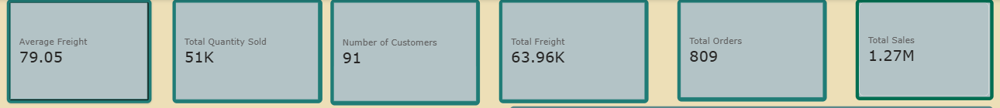 Average Freight
79.05
Total Quantity Sold
51K
Number of Customers
91
Total Freight
63.96K
Total Orders
809
Total Sales
1.27M